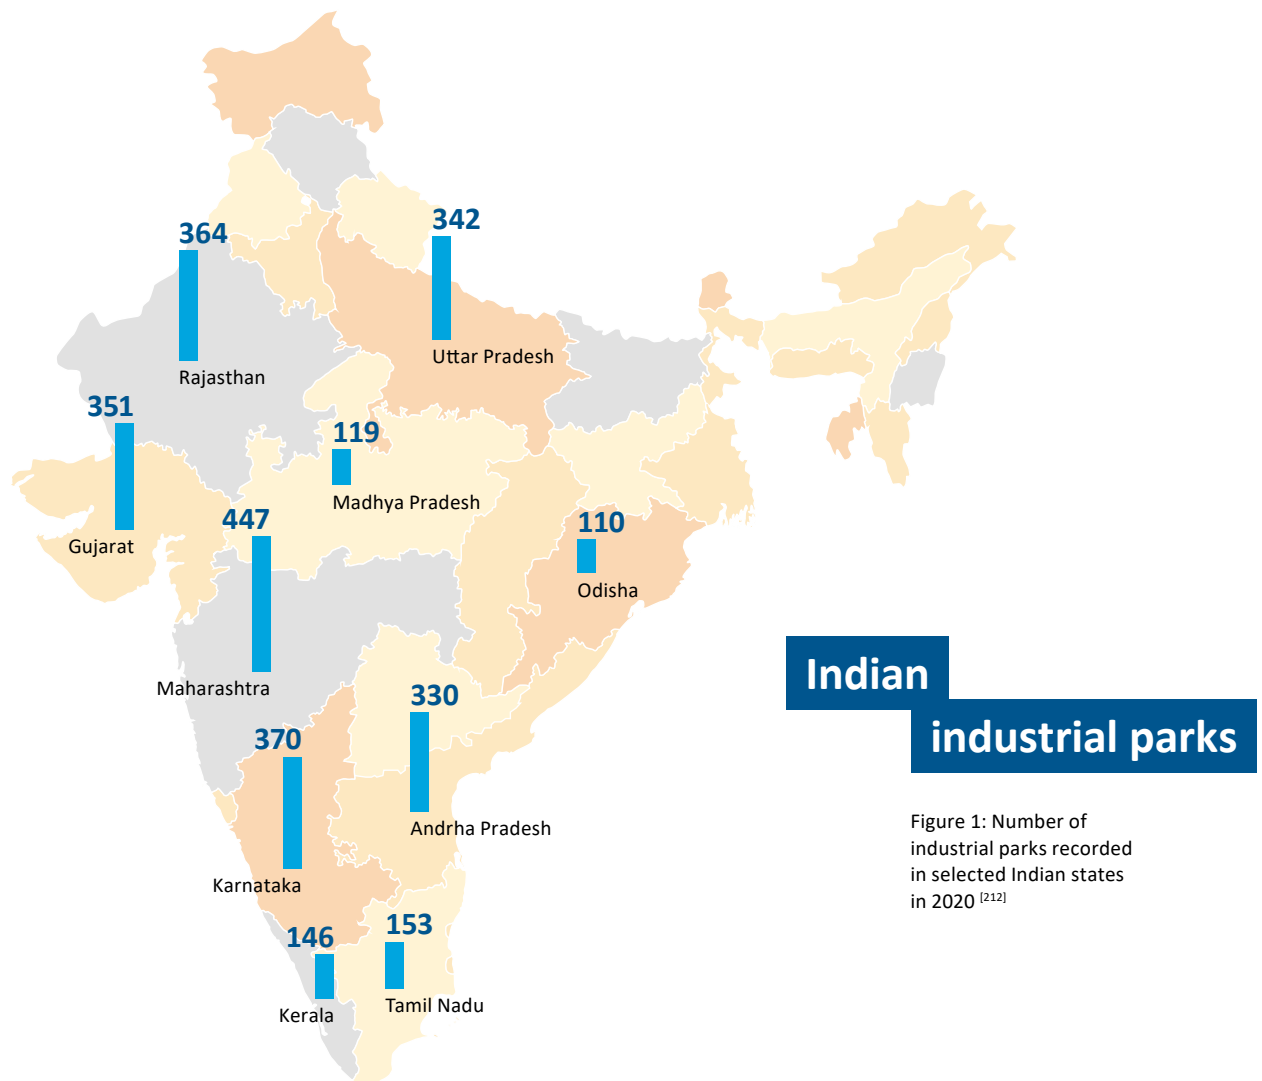 364
Rajasthan
342
Uttar Pradesh
351
Gujarat
119
Madhya Pradesh
447
Maharashtra
110
Odisha
330
Andrha Pradesh
370
Karnataka
146
Kerala
153
Tamil Nadu
Indian
industrial parks
Figure 1: Number of
industrial parks recorded
in selected Indian states
in 2020 [212]